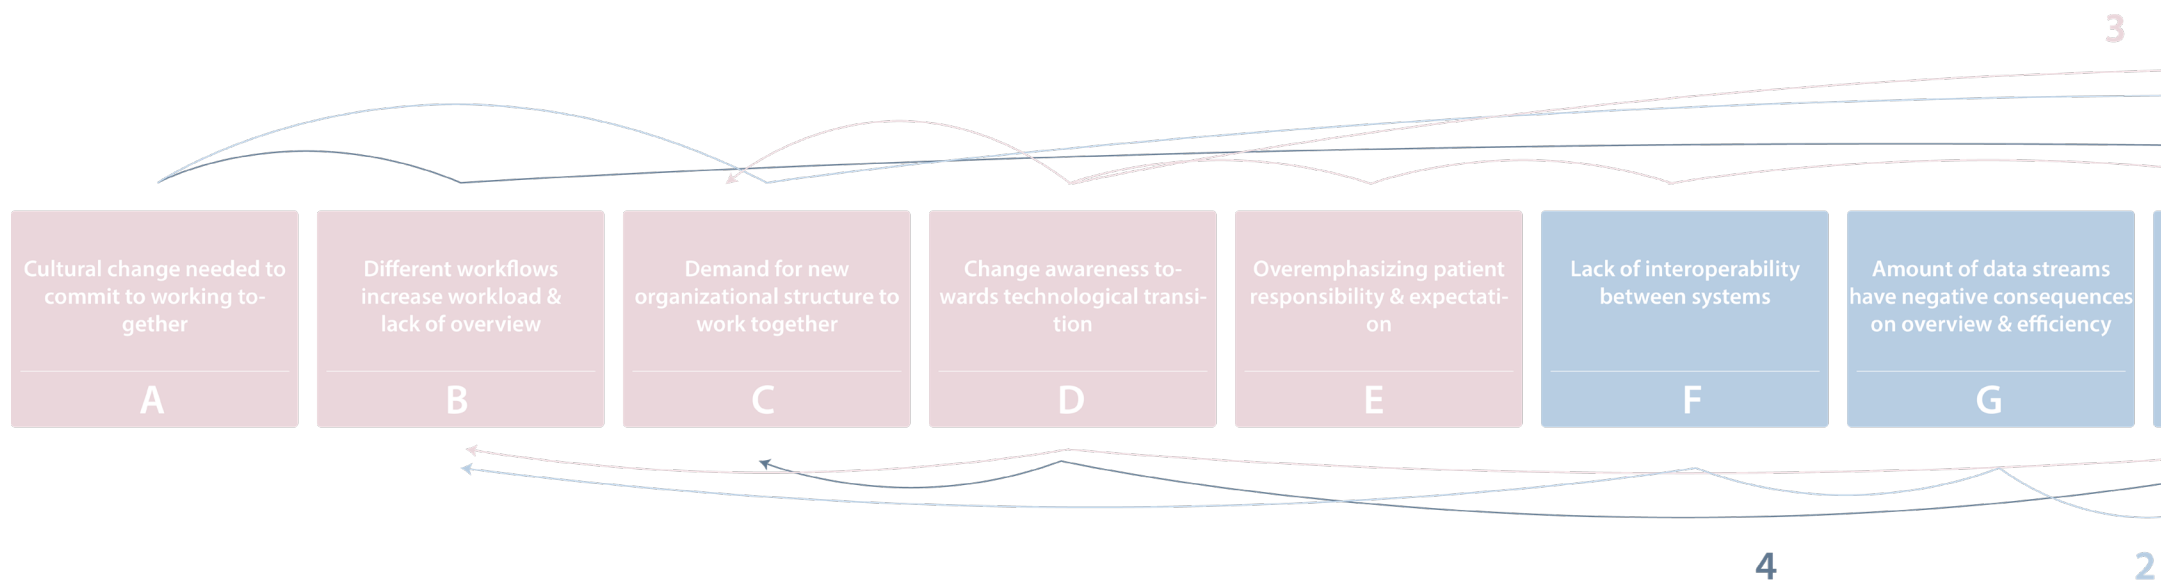 3
Cultural change needed to
commit to working to-
gether
A
Different workflows
increase workload &
lack of overview
B
Demand for new
organizational structure to
work together
C
Change awareness to-
wards technological transi-
tion
D
Overemphasizing patient
responsibility & expectati-
on
E
Lack of interoperability
between systems
F
Amount of data streams
have negative consequences
on overview & efficiency
G
4
2